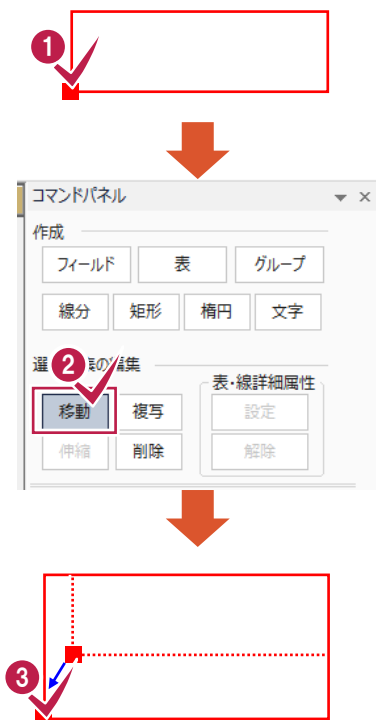 1
コマンドパネル
作成
フィールド 表 グループ
線分 矩形 楕円 文字
選 2 の編集
表・線詳細属性
移動 複写 設定
伸縮 削除 解除
3